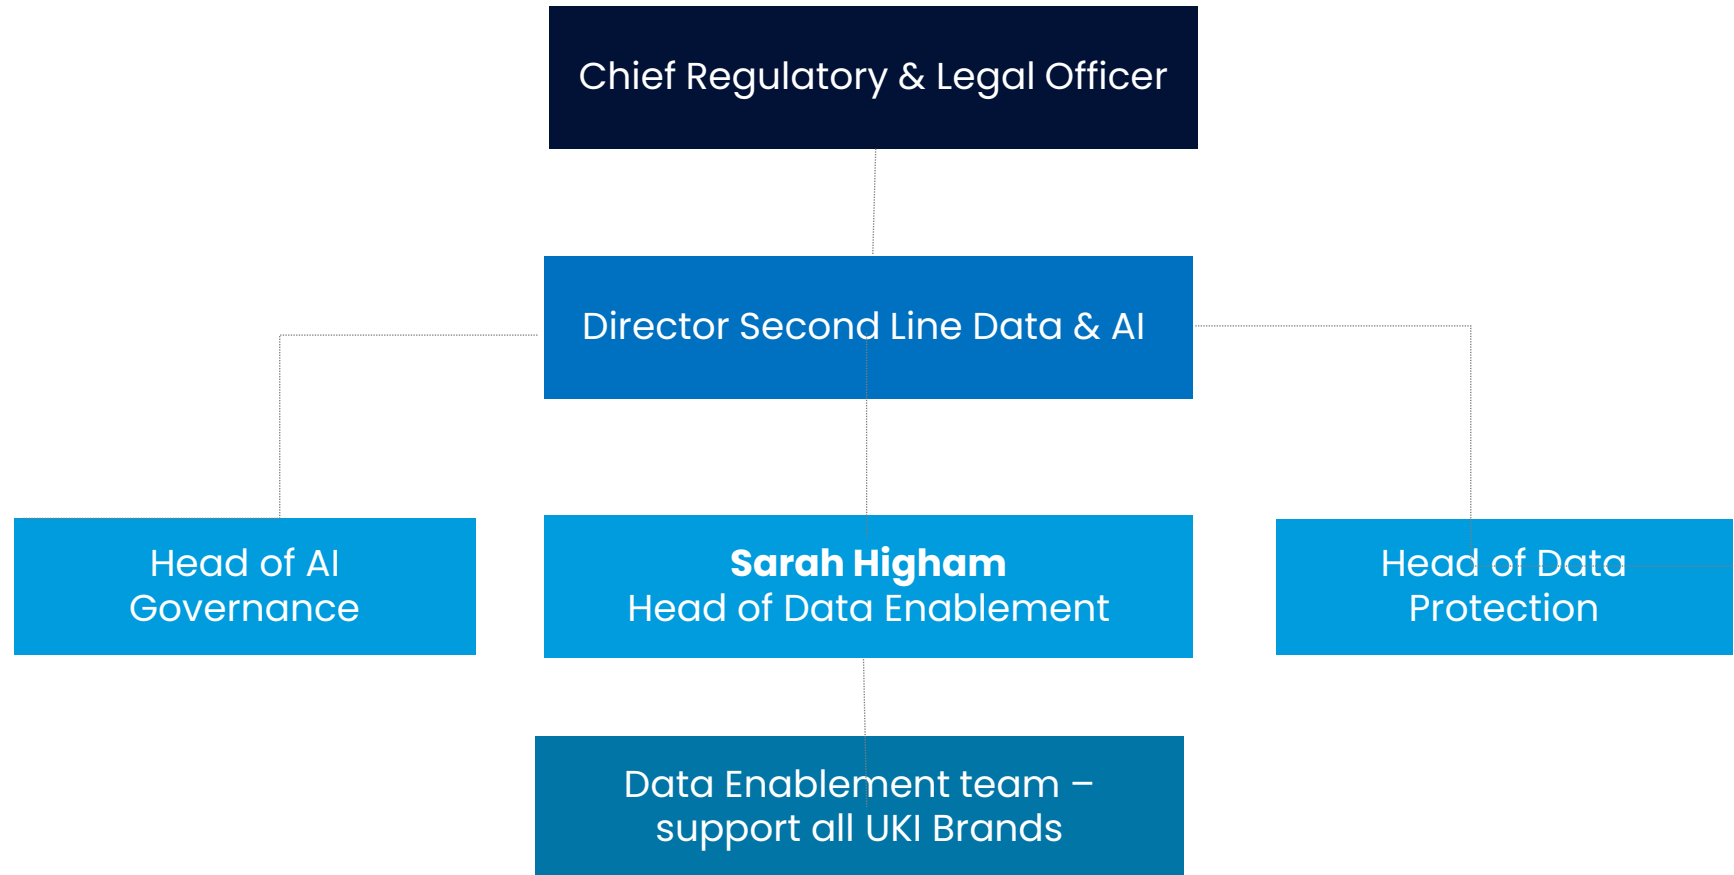 Chief Regulatory & Legal Officer
Director Second Line Data & AI
Head of AI
Governance
Sarah Higham
Head of Data Enablement
Head of Data
Protection
Data Enablement team –
support all UKI Brands